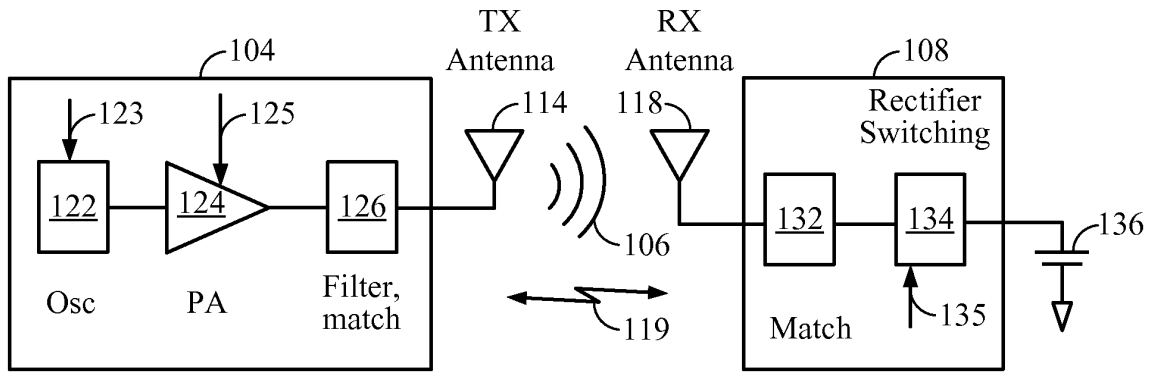 TX
Antenna
RX
Antenna
104
108
123
125
114
118
Rectifier
Switching
122
124
126
106
132
134
136
Osc
PA
Filter,
match
119
Match
135